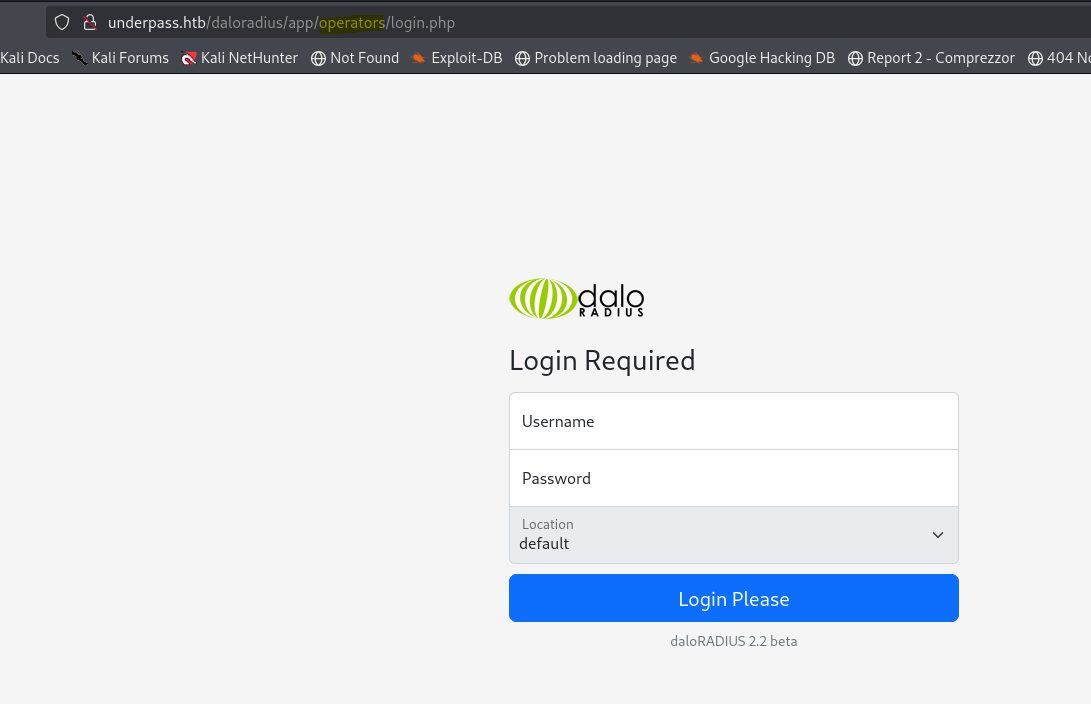 underpass.htb/daloradius/app/operators/login.php
Kali Docs Kali Forums Kali NetHunter Not Found Exploit-DB Problem loading page Google Hacking DB Report 2 - Comprezzor 404 No
dalo
RADIUS
Login Required
Username
Password
Location
default
Login Please
daloRADIUS 2.2 beta